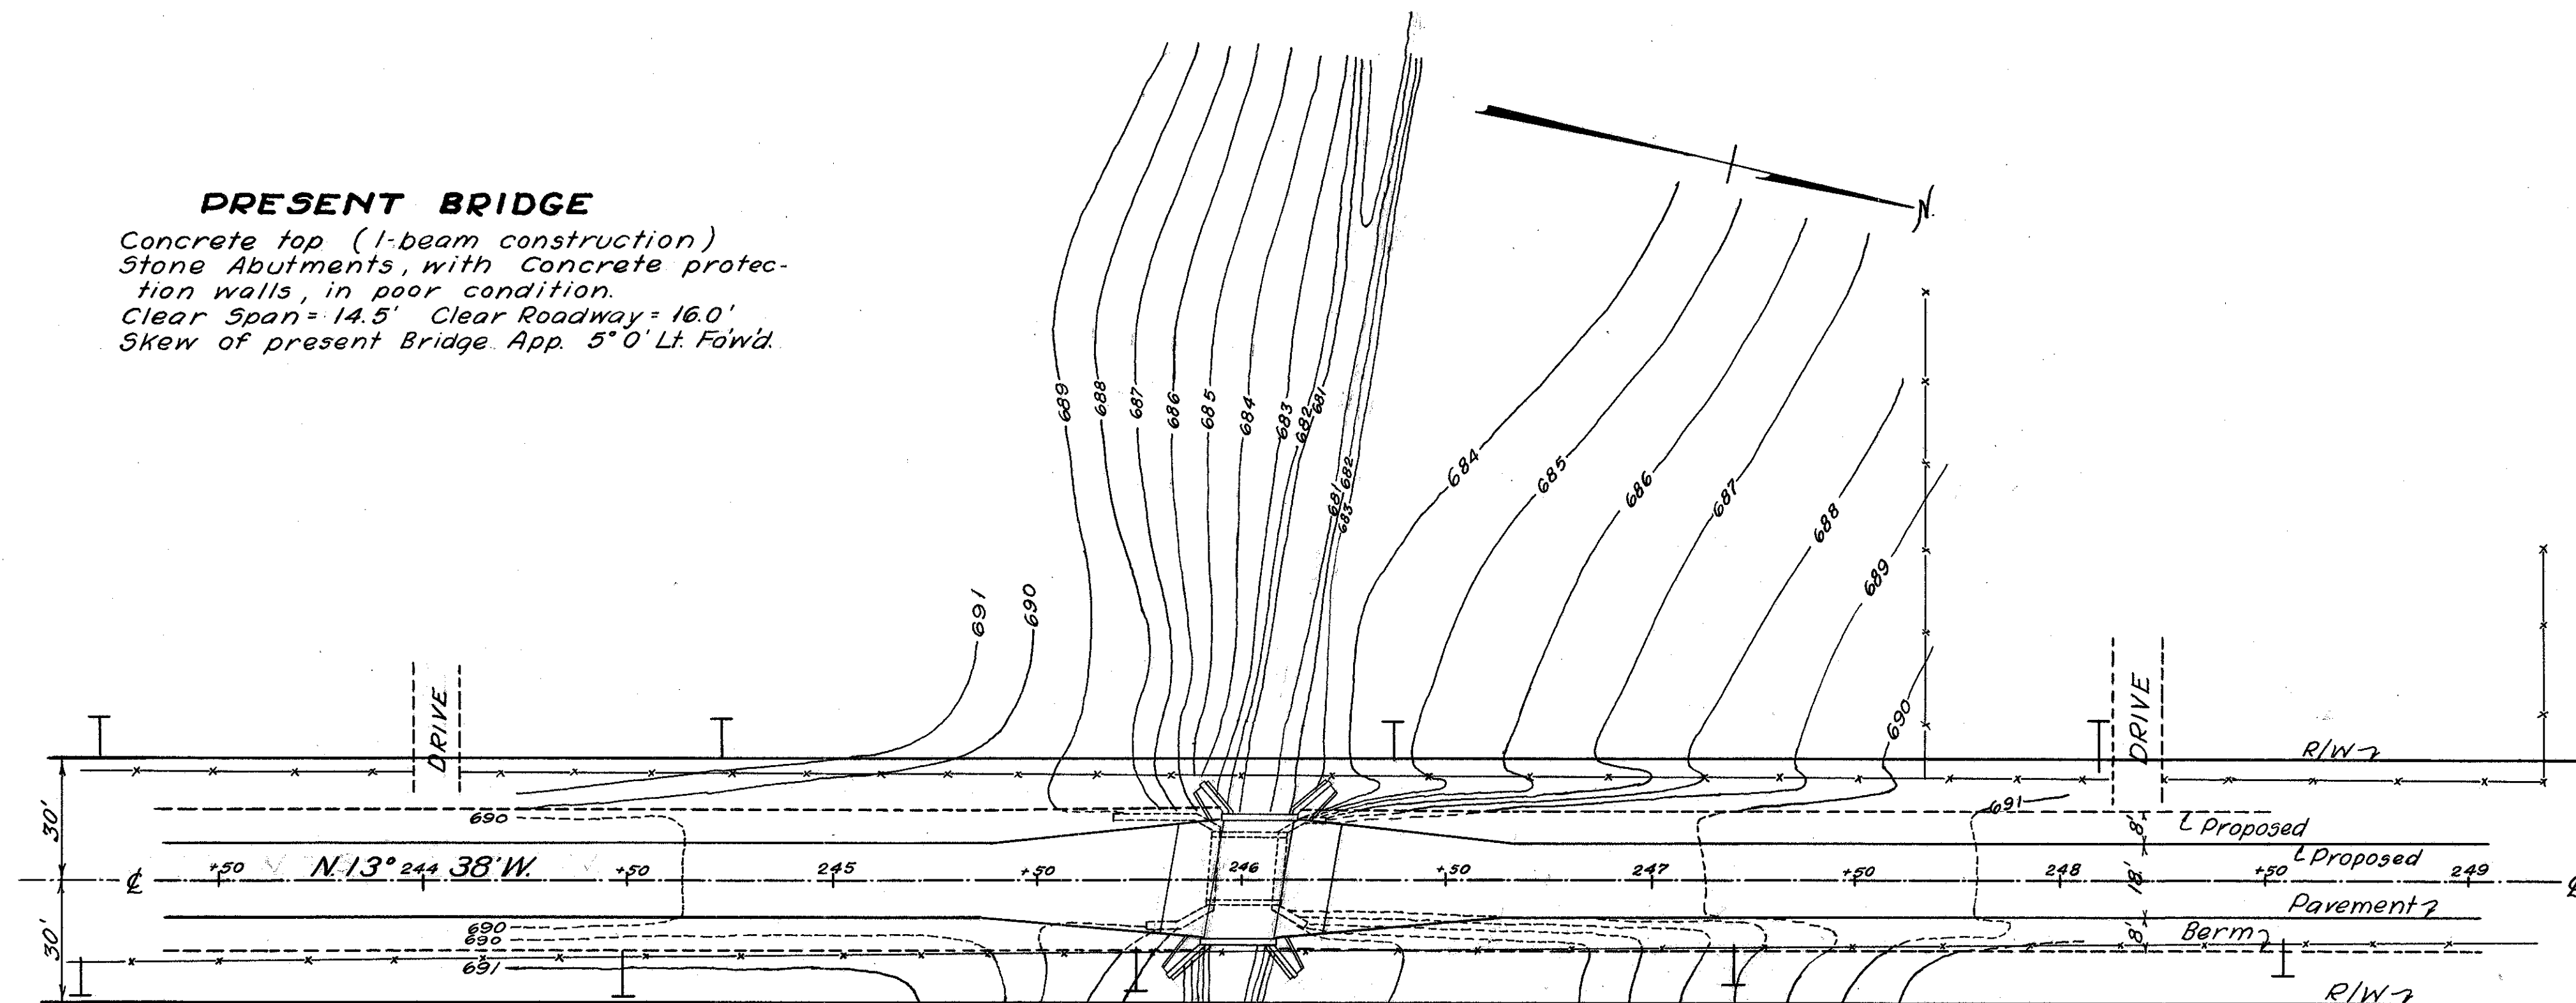 PRESENT BRIDGE
Concrete top (I-beam construction)
Stone Abutments, with Concrete protec-
tion walls, in poor condition.
Clear Span = 14.5' Clear Roadway = 16.0'
Skew of present Bridge App. 5° 0' Lt. Fo'w'd.
N.
689
688
687
686
685
684
683
682
681
681
682
683
684
685
686
687
688
689
690
691
690
DRIVE
DRIVE
R/W
30'
30'
690
691
8'
Proposed
Proposed
℄
+50
N. 13° 38' W.
244
+50
245
+50
246
+50
247
+50
248
18'
+50
249
℄
Pavement
690
690
8'
Berm
691
R/W